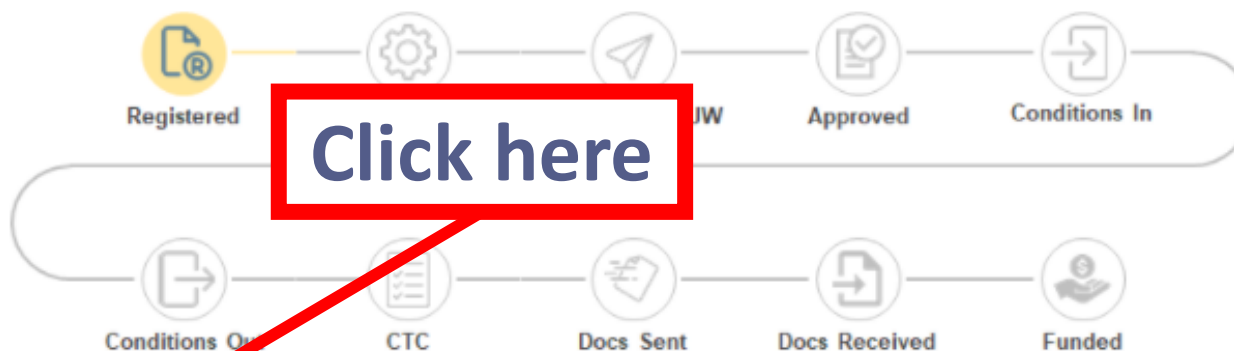 Registered UW Approved Conditions In
Click here
Conditions CTC Docs Sent Docs Received Funded